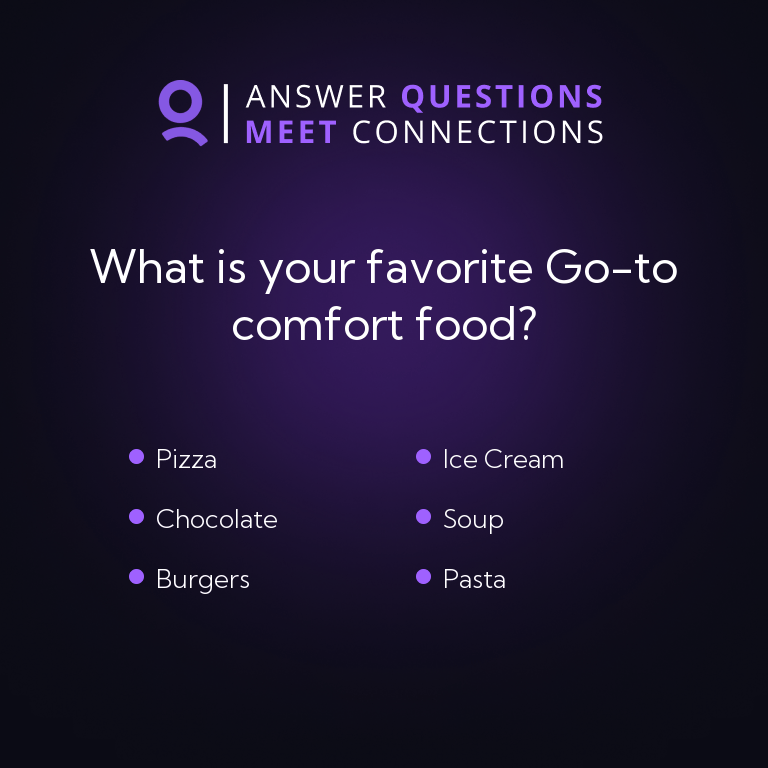 ANSWER QUESTIONS
MEET CONNECTIONS
What is your favorite Go-to
comfort food?
Pizza
Chocolate
Burgers
Ice Cream
Soup
Pasta